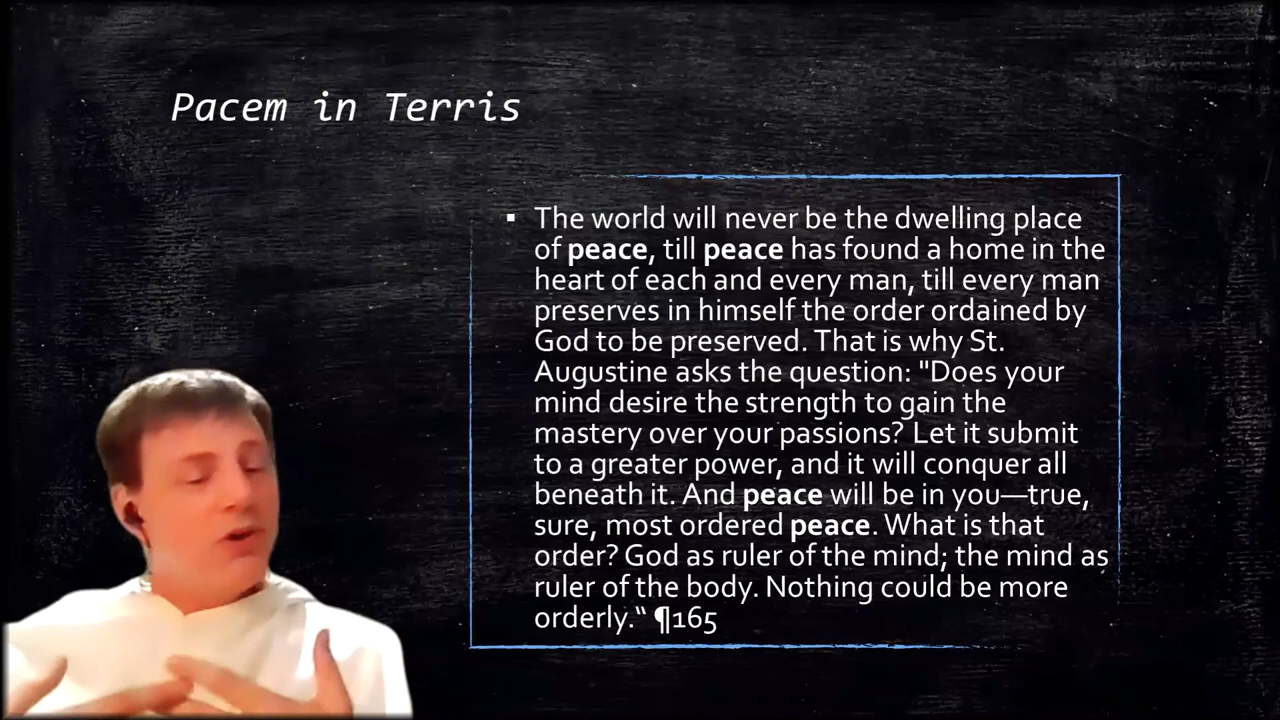 Pacem in Terris
▪ The world will never be the dwelling place
of peace, till peace has found a home in the
heart of each and every man, till every man
preserves in himself the order ordained by
God to be preserved. That is why St.
Augustine asks the question: "Does your
mind desire the strength to gain the
mastery over your passions? Let it submit
to a greater power, and it will conquer all
beneath it. And peace will be in you—true,
sure, most ordered peace. What is that
order? God as ruler of the mind; the mind as
ruler of the body. Nothing could be more
orderly.“ ¶165